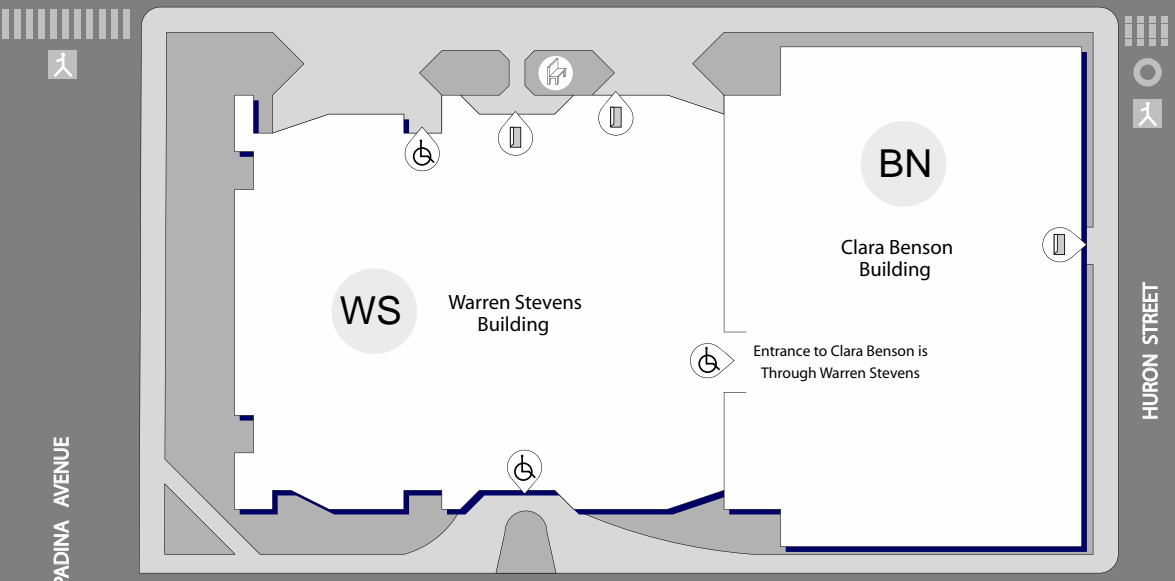 BN
Clara Benson
Building
WS
Warren Stevens
Building
Entrance to Clara Benson is
Through Warren Stevens
HURON STREET
PADINA AVENUE